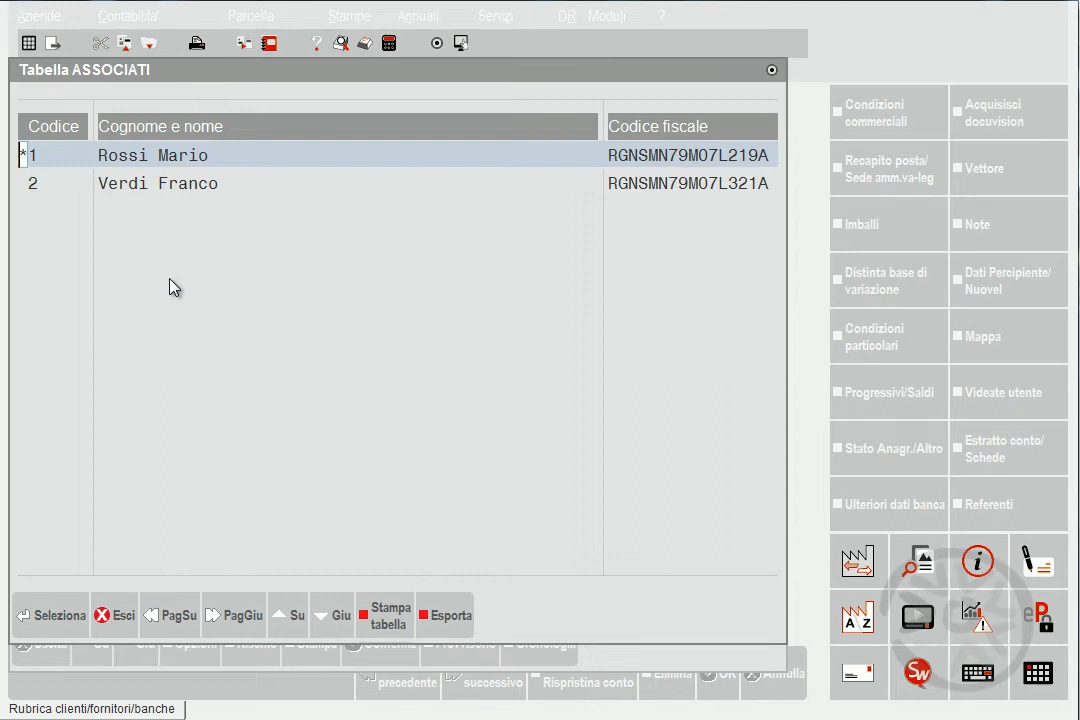 Aziende Contabilita' Parcella Stampe Annuali Servizi DR Moduli ?
Tabella ASSOCIATI
Codice Cognome e nome Codice fiscale
*1 Rossi Mario RGNSMN79M07L219A
2 Verdi Franco RGNSMN79M07L321A
Seleziona Esci PagSu PagGiu Su Giu Stampa tabella Esporta
precedente successivo Rispristina conto Elimina OK Annulla
Rubrica clienti/fornitori/banche
Condizioni commerciali
Acquisisci docuvision
Recapito posta/ Sede amm.va-leg
Vettore
Imballi
Note
Distinta base di variazione
Dati Percipiente/ Nuovel
Condizioni particolari
Mappa
Progressivi/Saldi
Videate utente
Stato Anagr./Altro
Estratto conto/ Schede
Ulteriori dati banca
Referenti